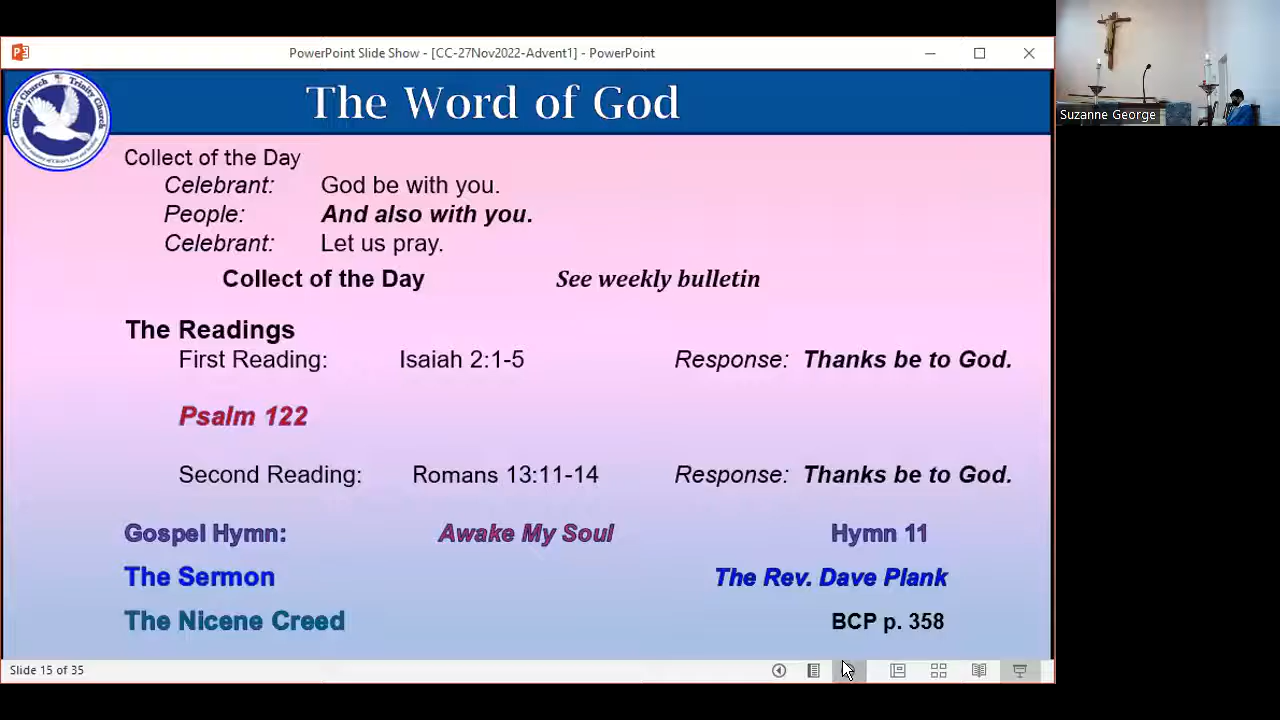 PowerPoint Slide Show - [CC-27Nov2022-Advent1] - PowerPoint
Suzanne George
Christ Church Trinity Church
The Word of God
Collect of the Day
Celebrant: God be with you.
People: And also with you.
Celebrant: Let us pray.
Collect of the Day See weekly bulletin
The Readings
First Reading: Isaiah 2:1-5 Response: Thanks be to God.
Psalm 122
Second Reading: Romans 13:11-14 Response: Thanks be to God.
Gospel Hymn: Awake My Soul Hymn 11
The Sermon The Rev. Dave Plank
The Nicene Creed BCP p. 358
Slide 15 of 35